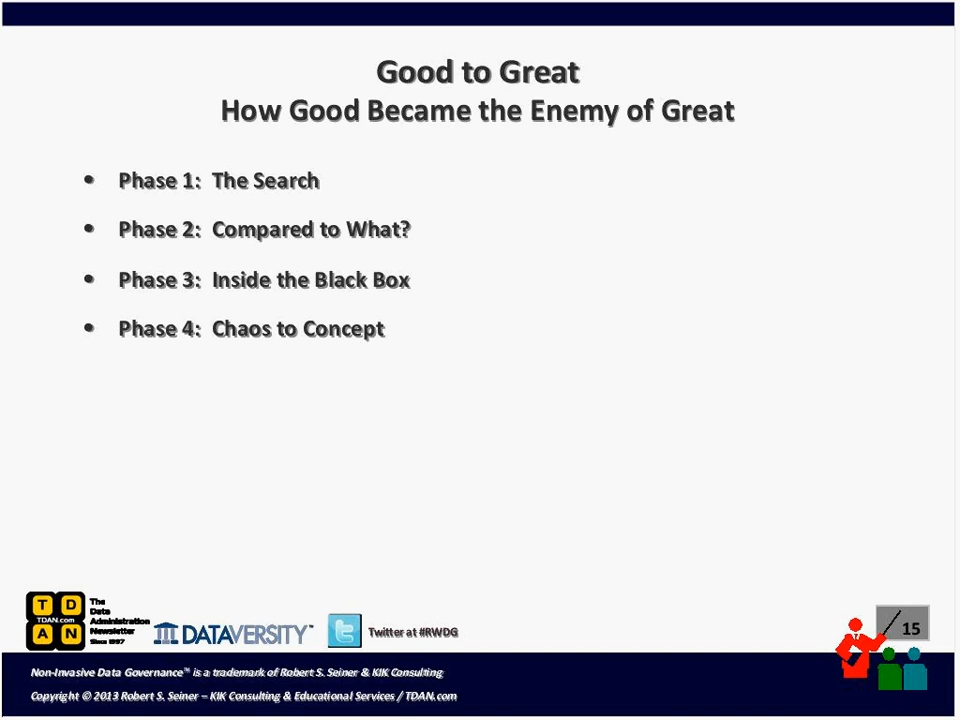 Good to Great
How Good Became the Enemy of Great
• Phase 1: The Search
• Phase 2: Compared to What?
• Phase 3: Inside the Black Box
• Phase 4: Chaos to Concept
T D
TDAN.com
A N
The
Data
Administration
Newsletter
Since 1997
DATAVERSITY™
Twitter at #RWDG
15
Non-Invasive Data Governance™ is a trademark of Robert S. Seiner & KIK Consulting
Copyright © 2013 Robert S. Seiner – KIK Consulting & Educational Services / TDAN.com